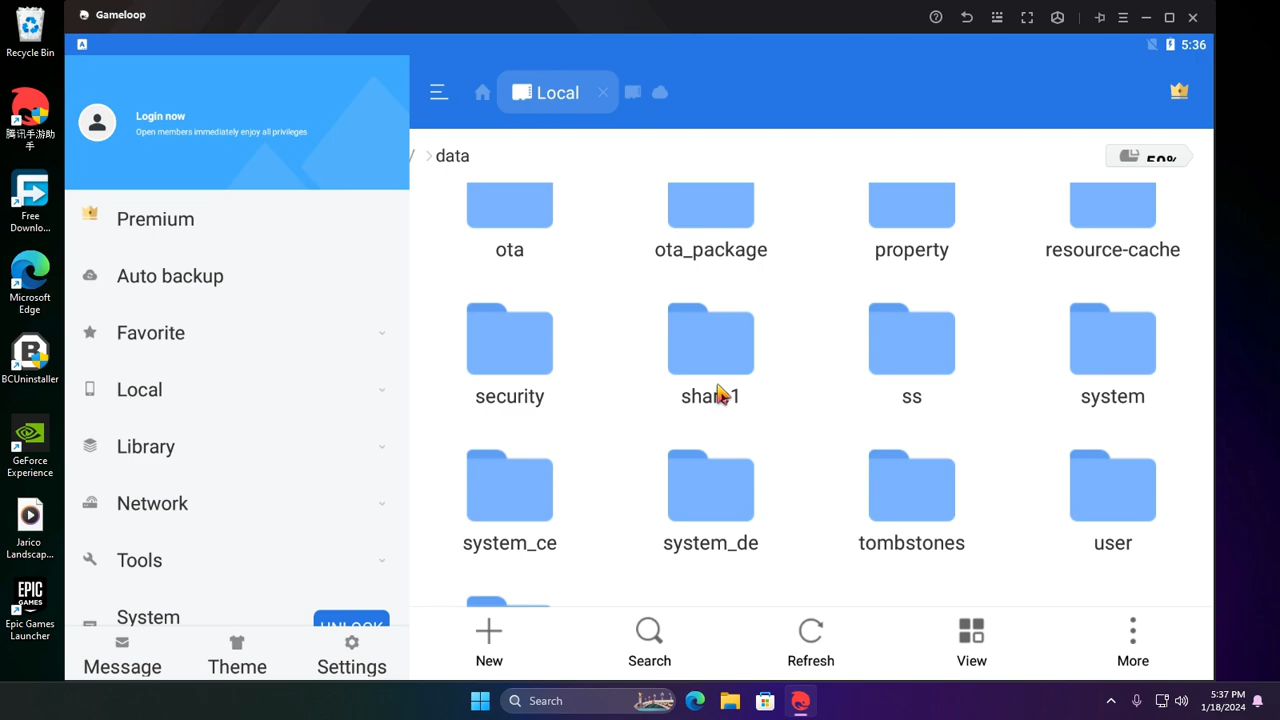 Gameloop
5:36
Recycle Bin
腾讯手游助
手
Free
Downlo...
Microsoft
Edge
BCUninstaller
GeForce
Experience
Jarico
Landscap...
Epic Games
Launcher
Login now
Open members immediately enjoy all privileges
Premium
Auto backup
Favorite
Local
Library
Network
Tools
System
UNLOCK
Message
Theme
Settings
Local
/ > data
50%
ota
ota_package
property
resource-cache
security
share1
ss
system
system_ce
system_de
tombstones
user
New
Search
Refresh
View
More
Search
5:37 PM
1/18/2024